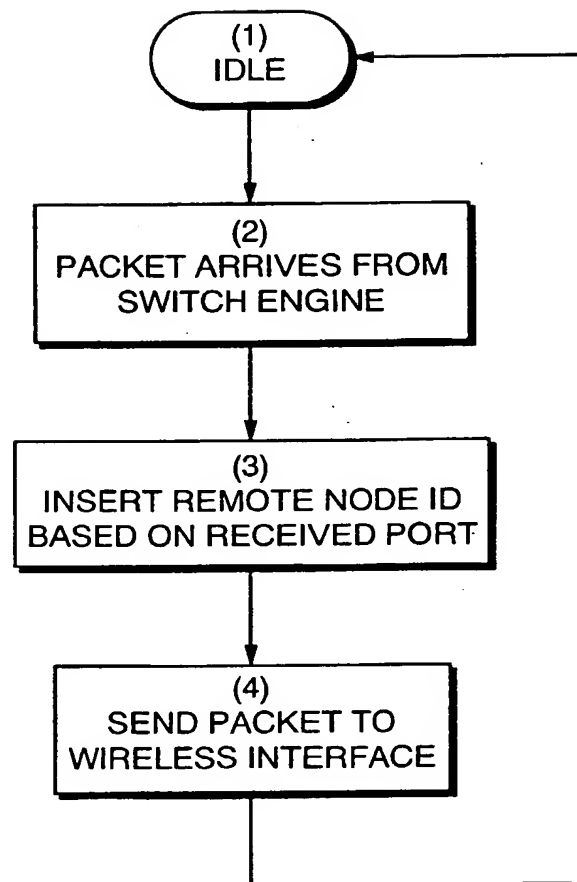 (1)
IDLE
(2)
PACKET ARRIVES FROM
SWITCH ENGINE
(3)
INSERT REMOTE NODE ID
BASED ON RECEIVED PORT
(4)
SEND PACKET TO
WIRELESS INTERFACE